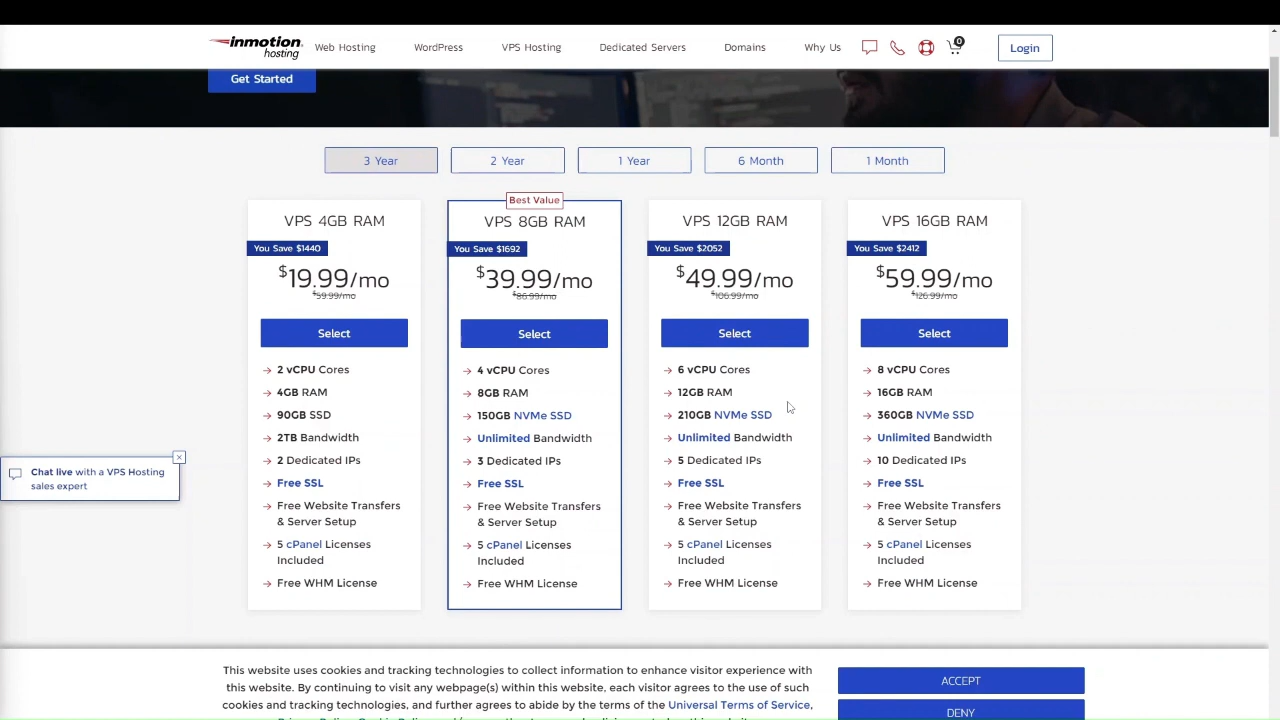 inmotion hosting
Web Hosting
WordPress
VPS Hosting
Dedicated Servers
Domains
Why Us
0
Login
Get Started
3 Year
2 Year
1 Year
6 Month
1 Month
VPS 4GB RAM
You Save $1440
$19.99/mo
$59.99/mo
Select
2 vCPU Cores
4GB RAM
90GB SSD
2TB Bandwidth
2 Dedicated IPs
Free SSL
Free Website Transfers
& Server Setup
5 cPanel Licenses
Included
Free WHM License
Best Value
VPS 8GB RAM
You Save $1692
$39.99/mo
$86.99/mo
Select
4 vCPU Cores
8GB RAM
150GB NVMe SSD
Unlimited Bandwidth
3 Dedicated IPs
Free SSL
Free Website Transfers
& Server Setup
5 cPanel Licenses
Included
Free WHM License
VPS 12GB RAM
You Save $2052
$49.99/mo
$106.99/mo
Select
6 vCPU Cores
12GB RAM
210GB NVMe SSD
Unlimited Bandwidth
5 Dedicated IPs
Free SSL
Free Website Transfers
& Server Setup
5 cPanel Licenses
Included
Free WHM License
VPS 16GB RAM
You Save $2412
$59.99/mo
$126.99/mo
Select
8 vCPU Cores
16GB RAM
360GB NVMe SSD
Unlimited Bandwidth
10 Dedicated IPs
Free SSL
Free Website Transfers
& Server Setup
5 cPanel Licenses
Included
Free WHM License
Chat live with a VPS Hosting
sales expert
This website uses cookies and tracking technologies to collect information to enhance visitor experience with
this website. By continuing to visit any webpage(s) within this website, each visitor agrees to the use of such
cookies and tracking technologies, and further agrees to abide by the terms of the Universal Terms of Service,
ACCEPT
DENY